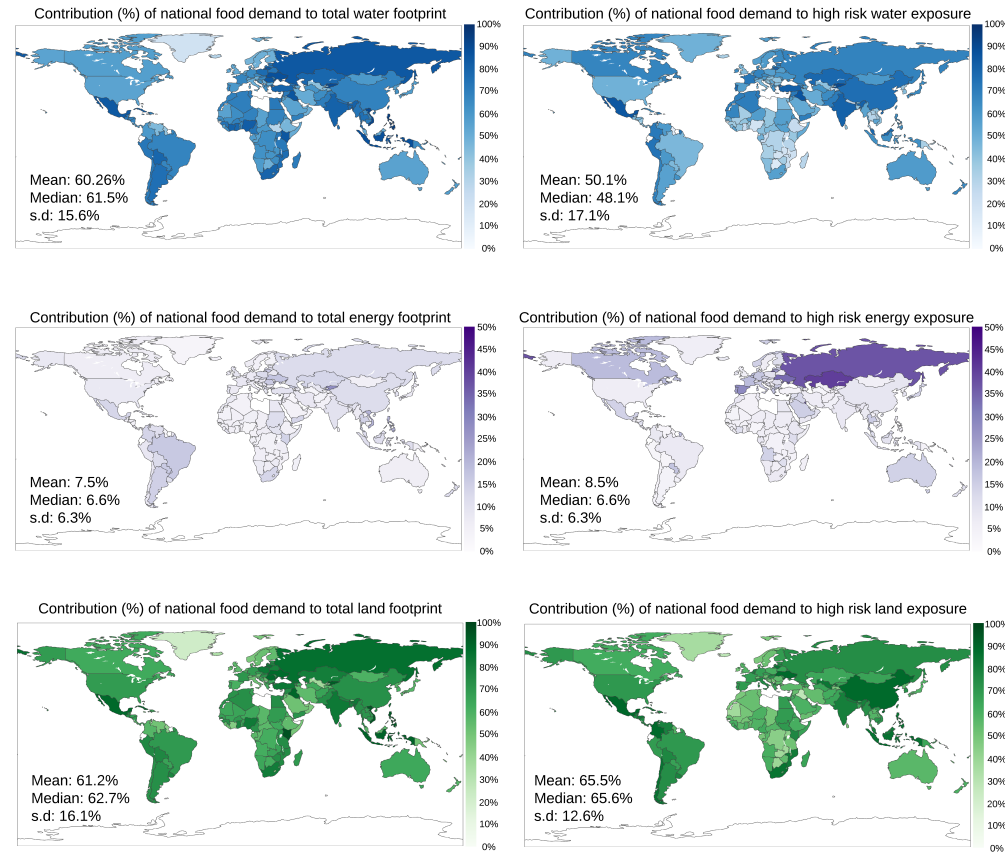 Contribution (%) of national food demand to total water footprint
100%
90%
80%
70%
60%
50%
40%
30%
20%
10%
0%
Mean: 60.26%
Median: 61.5%
s.d: 15.6%
Contribution (%) of national food demand to high risk water exposure
100%
90%
80%
70%
60%
50%
40%
30%
20%
10%
0%
Mean: 50.1%
Median: 48.1%
s.d: 17.1%
Contribution (%) of national food demand to total energy footprint
50%
45%
40%
35%
30%
25%
20%
15%
10%
5%
0%
Mean: 7.5%
Median: 6.6%
s.d: 6.3%
Contribution (%) of national food demand to high risk energy exposure
50%
45%
40%
35%
30%
25%
20%
15%
10%
5%
0%
Mean: 8.5%
Median: 6.6%
s.d: 6.3%
Contribution (%) of national food demand to total land footprint
100%
90%
80%
70%
60%
50%
40%
30%
20%
10%
0%
Mean: 61.2%
Median: 62.7%
s.d: 16.1%
Contribution (%) of national food demand to high risk land exposure
100%
90%
80%
70%
60%
50%
40%
30%
20%
10%
0%
Mean: 65.5%
Median: 65.6%
s.d: 12.6%